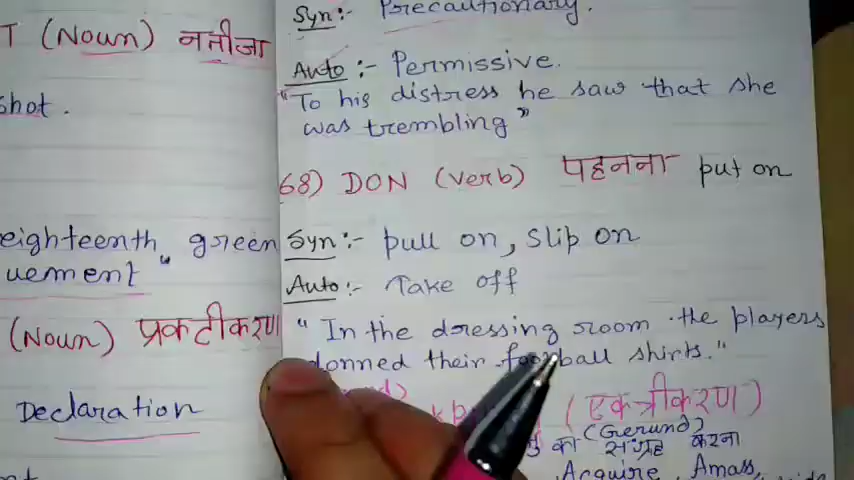 T (Noun) नतीजा
shot.
eighteenth green
uement"
(Noun) प्रकटीकरण
Declaration
Syn:- Precautionary.
Auto:- Permissive.
"To his distress he saw that she
was trembling"
68) DON (verb) पहनना put on
Syn:- pull on, slip on
Auto:- Take off
"In the dressing room the players
donned their football shirts."
(एकत्रीकरण)
(Gerund)
का संग्रह करना
Acquire, Amass,